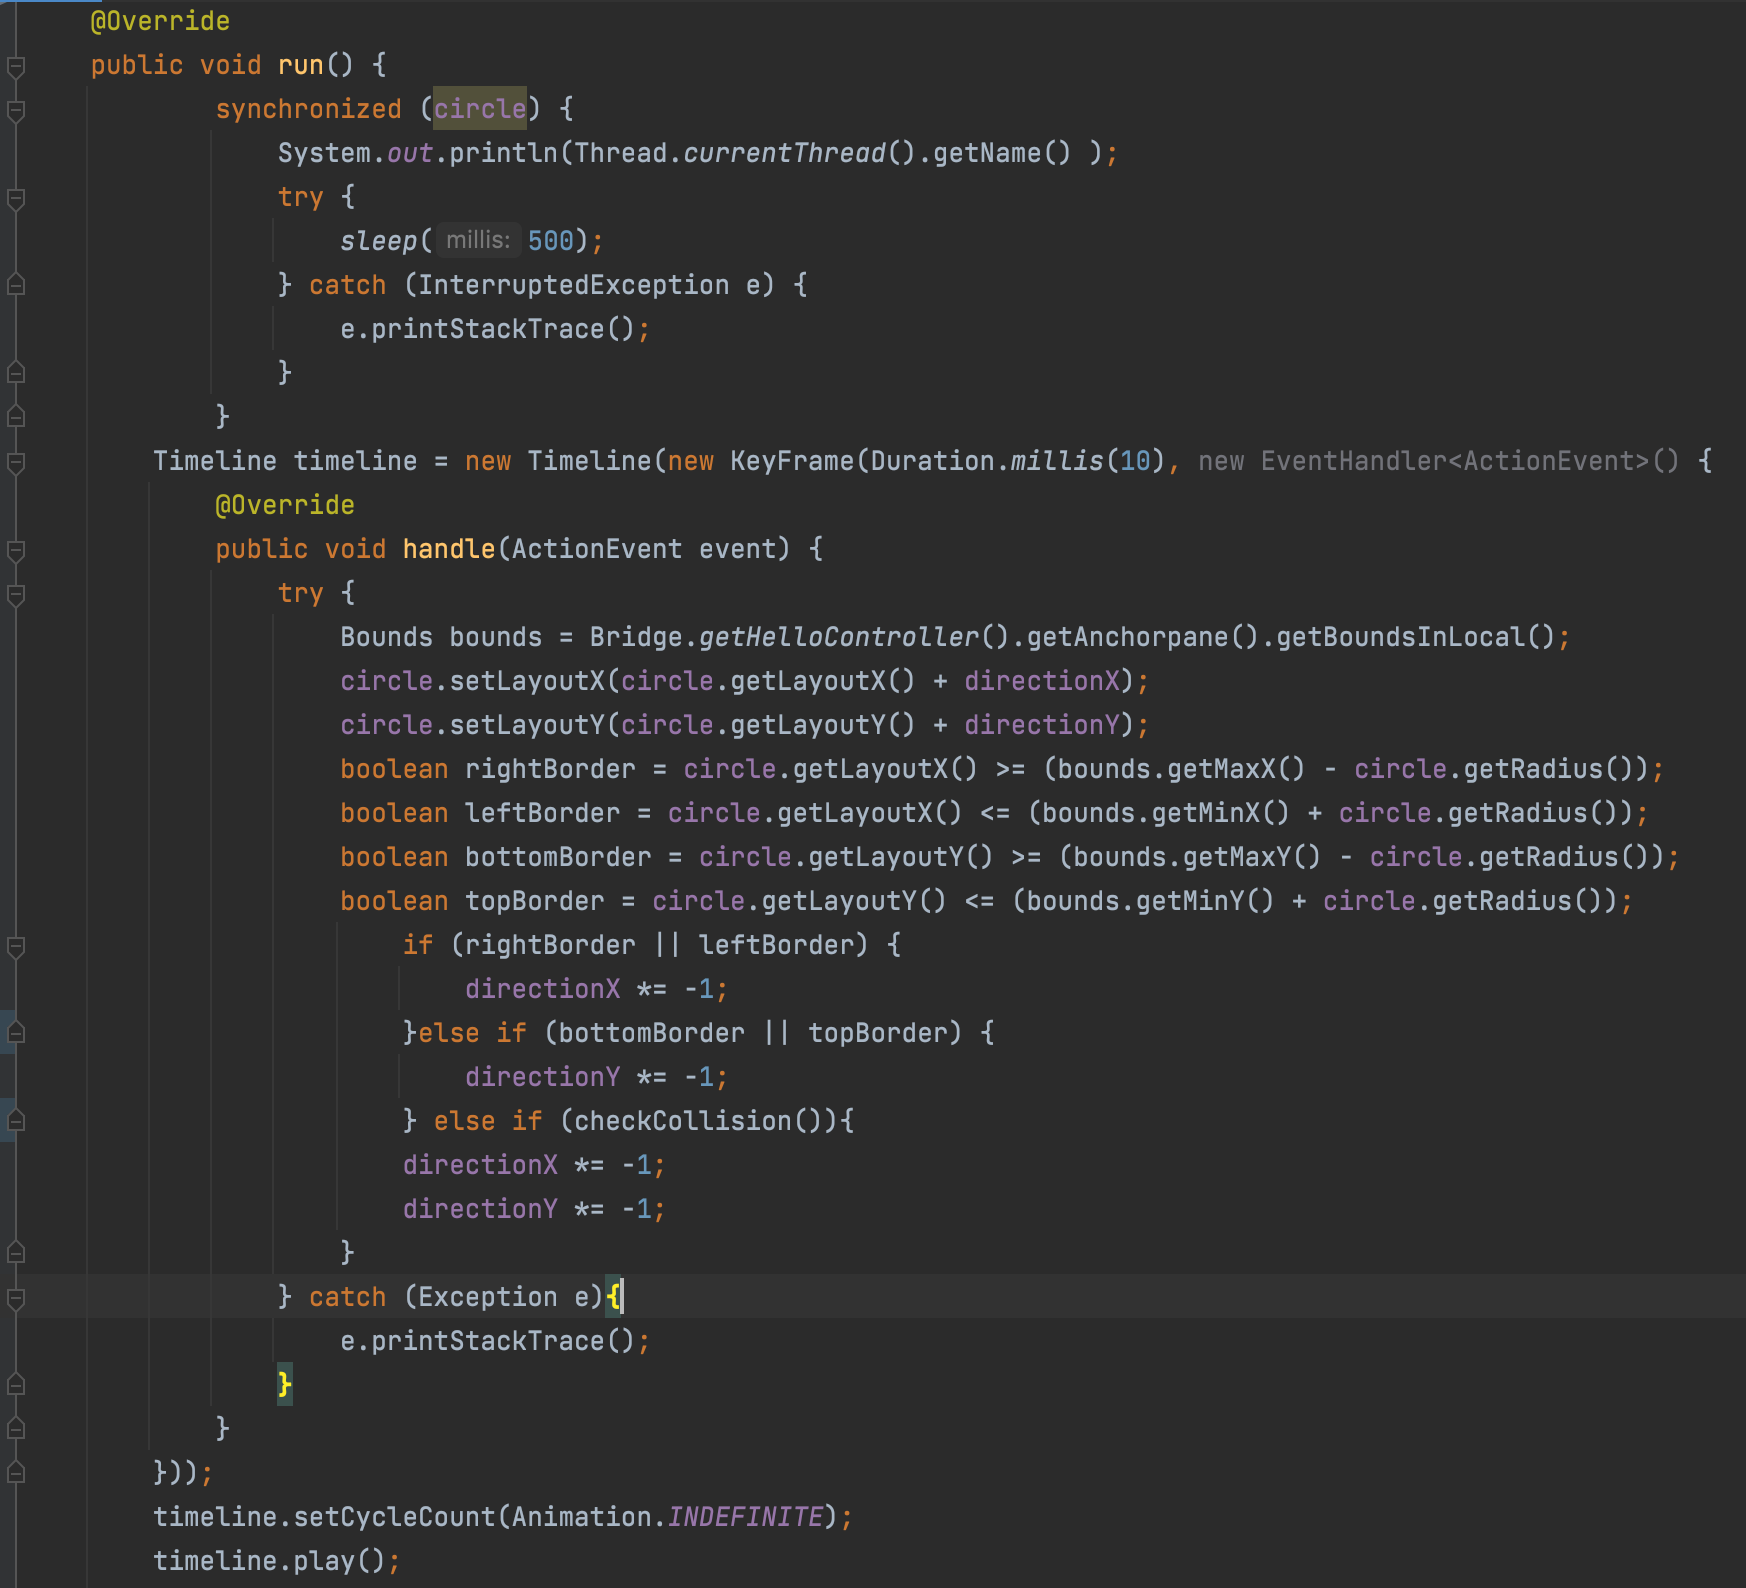 @Override
public void run() {
synchronized (circle) {
System.out.println(Thread.currentThread().getName() );
try {
sleep( millis: 500);
} catch (InterruptedException e) {
e.printStackTrace();
}
}
Timeline timeline = new Timeline(new KeyFrame(Duration.millis(10), new EventHandler<ActionEvent>() {
@Override
public void handle(ActionEvent event) {
try {
Bounds bounds = Bridge.getHelloController().getAnchorpane().getBoundsInLocal();
circle.setLayoutX(circle.getLayoutX() + directionX);
circle.setLayoutY(circle.getLayoutY() + directionY);
boolean rightBorder = circle.getLayoutX() >= (bounds.getMaxX() - circle.getRadius());
boolean leftBorder = circle.getLayoutX() <= (bounds.getMinX() + circle.getRadius());
boolean bottomBorder = circle.getLayoutY() >= (bounds.getMaxY() - circle.getRadius());
boolean topBorder = circle.getLayoutY() <= (bounds.getMinY() + circle.getRadius());
if (rightBorder || leftBorder) {
directionX *= -1;
}else if (bottomBorder || topBorder) {
directionY *= -1;
} else if (checkCollision()){
directionX *= -1;
directionY *= -1;
}
} catch (Exception e){
e.printStackTrace();
}
}
}));
timeline.setCycleCount(Animation.INDEFINITE);
timeline.play();